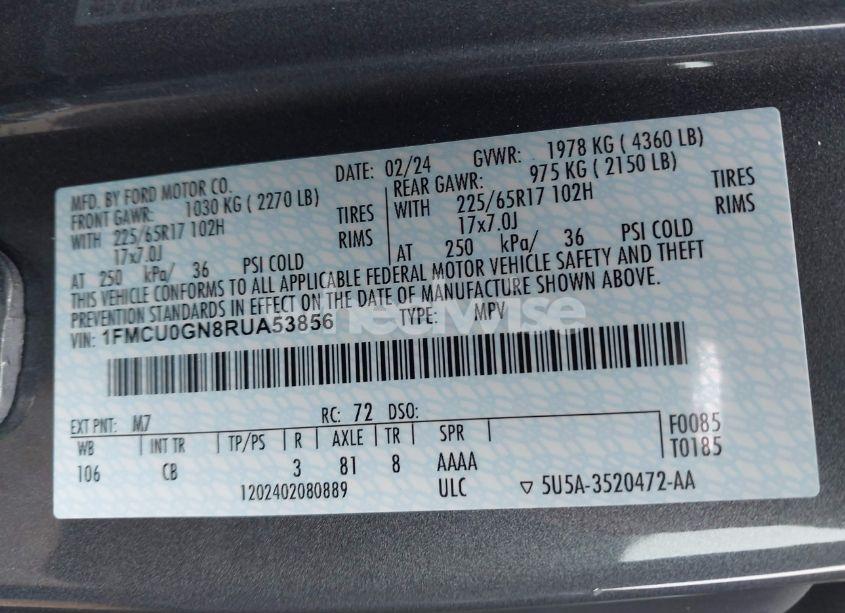 MFD. BY FORD MOTOR CO. DATE: 02/24 GVWR: 1978 KG ( 4360 LB)
FRONT GAWR: 1030 KG ( 2270 LB) REAR GAWR: 975 KG ( 2150 LB)
WITH 225/65R17 102H TIRES WITH 225/65R17 102H TIRES
17x7.0J RIMS 17x7.0J RIMS
AT 250 kPa/ 36 PSI COLD AT 250 kPa/ 36 PSI COLD
THIS VEHICLE CONFORMS TO ALL APPLICABLE FEDERAL MOTOR VEHICLE SAFETY AND THEFT
PREVENTION STANDARDS IN EFFECT ON THE DATE OF MANUFACTURE SHOWN ABOVE.
VIN: 1FMCU0GN8RUA53856 TYPE: MPV
EXT PNT: M7 RC: 72 DSO: F0085
WB INT TR TP/PS R AXLE TR SPR T0185
106 CB 3 81 8 AAAA
1202402080889 ULC ▽ 5U5A-3520472-AA